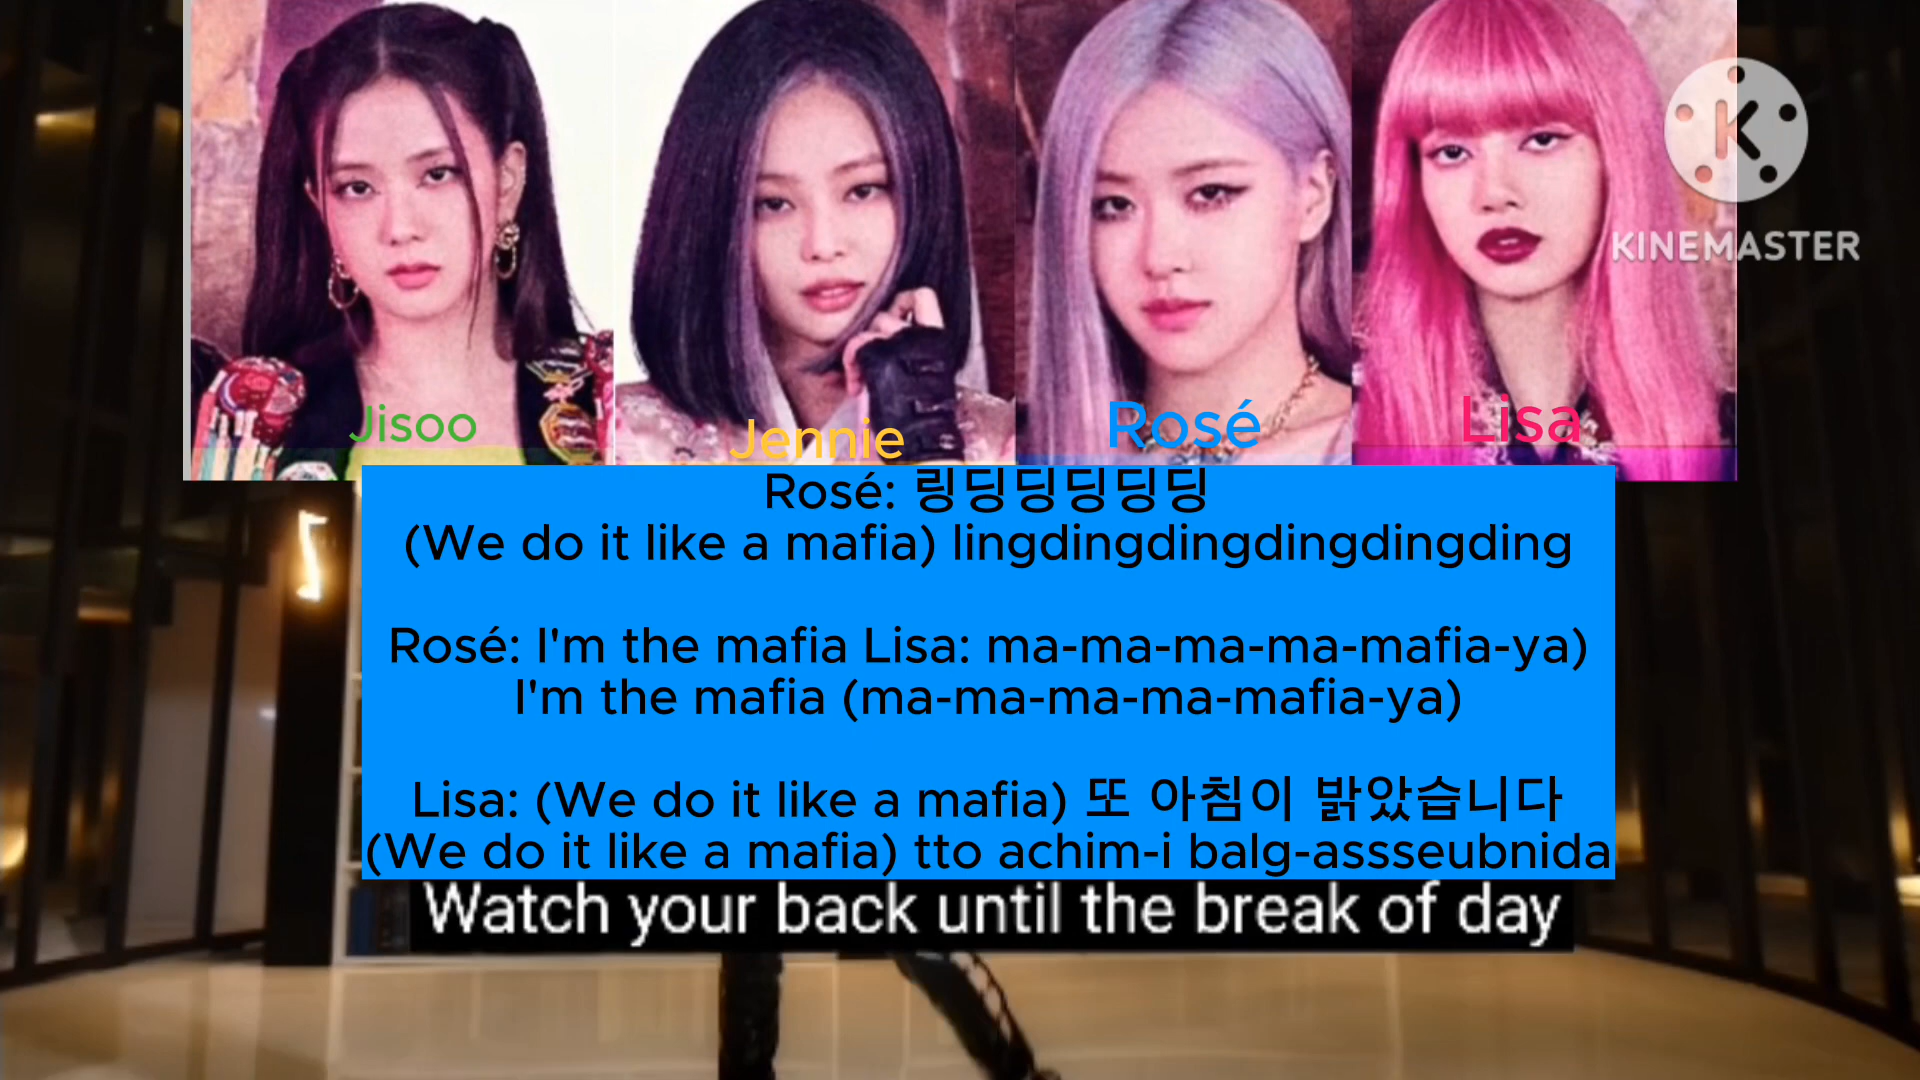 K
KINEMASTER
Jisoo
Jennie
Rosé
Lisa
Rosé: 링딩딩딩딩딩
(We do it like a mafia) lingdingdingdingdingding
Rosé: I'm the mafia Lisa: ma-ma-ma-ma-mafia-ya)
I'm the mafia (ma-ma-ma-ma-mafia-ya)
Lisa: (We do it like a mafia) 또 아침이 밝았습니다
(We do it like a mafia) tto achim-i balg-assseubnida
Watch your back until the break of day